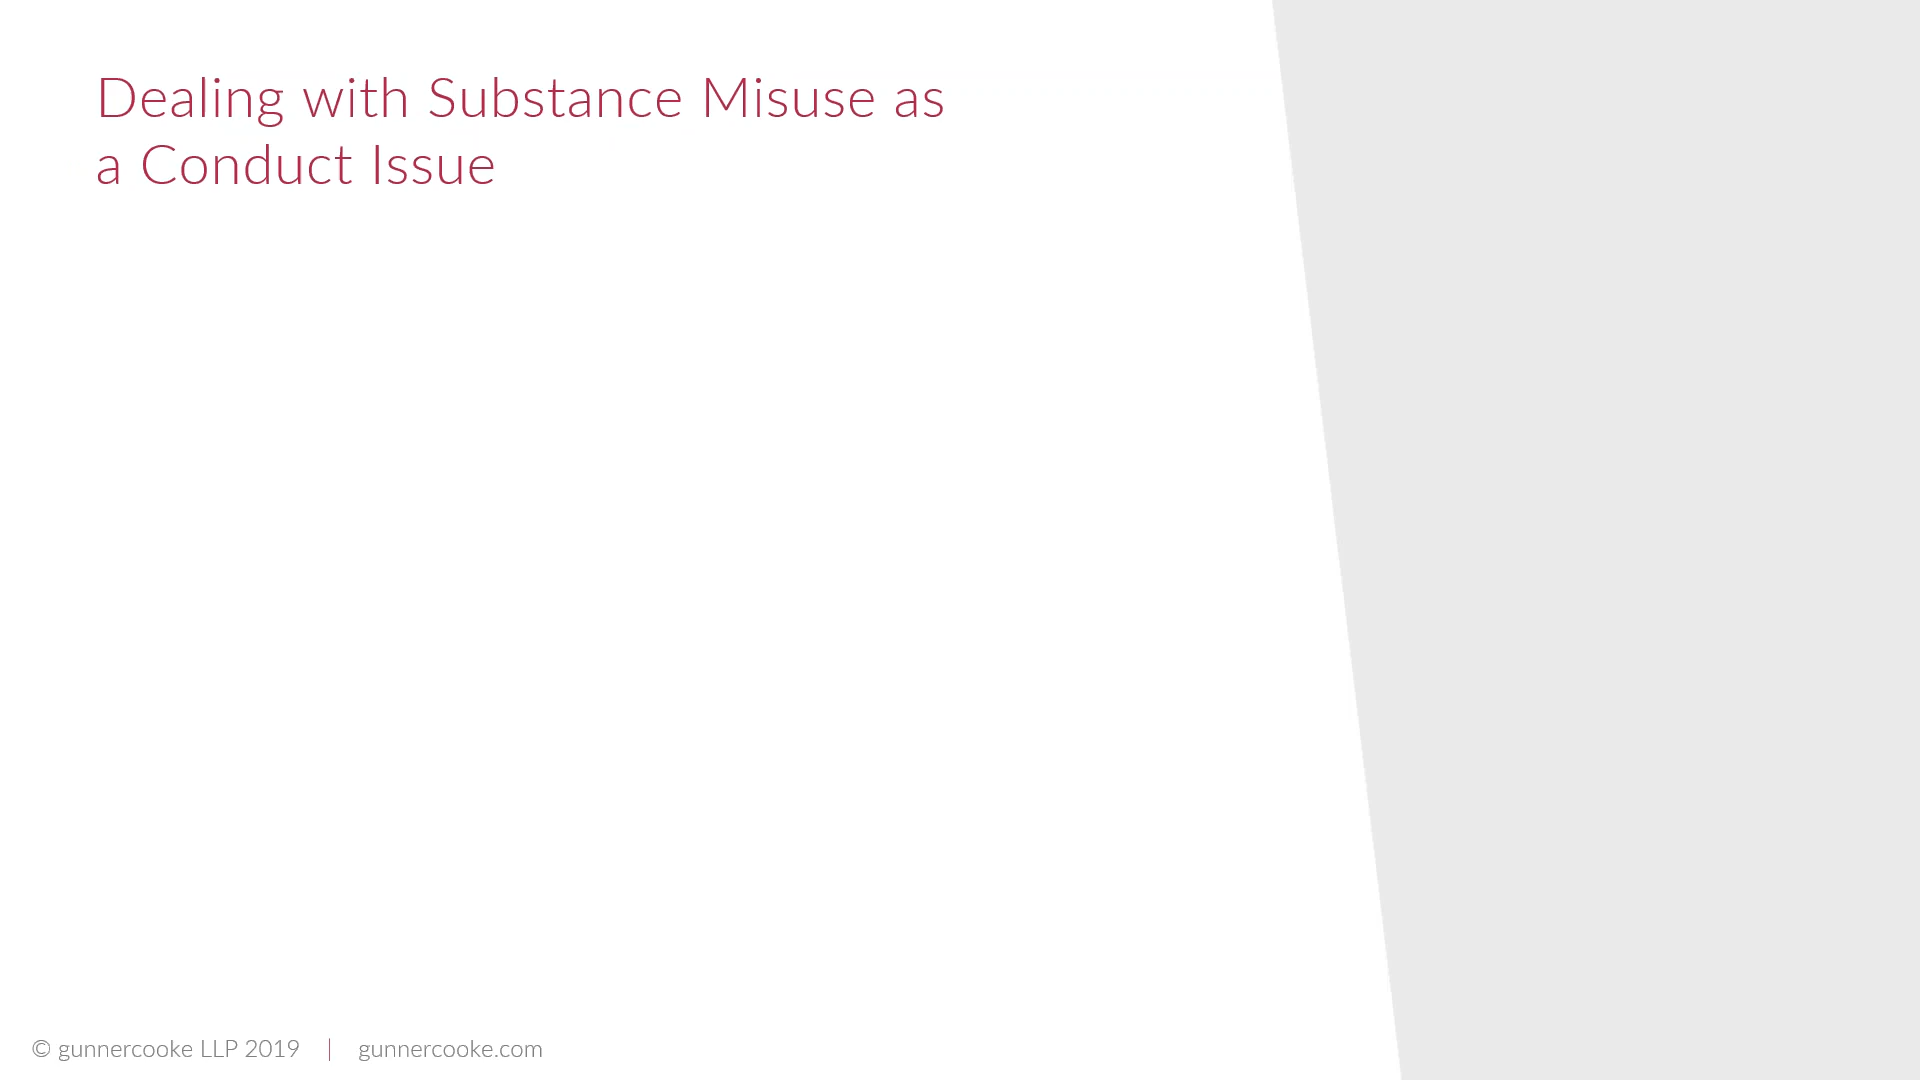 Dealing with Substance Misuse as
a Conduct Issue
© gunnercooke LLP 2019 | gunnercooke.com